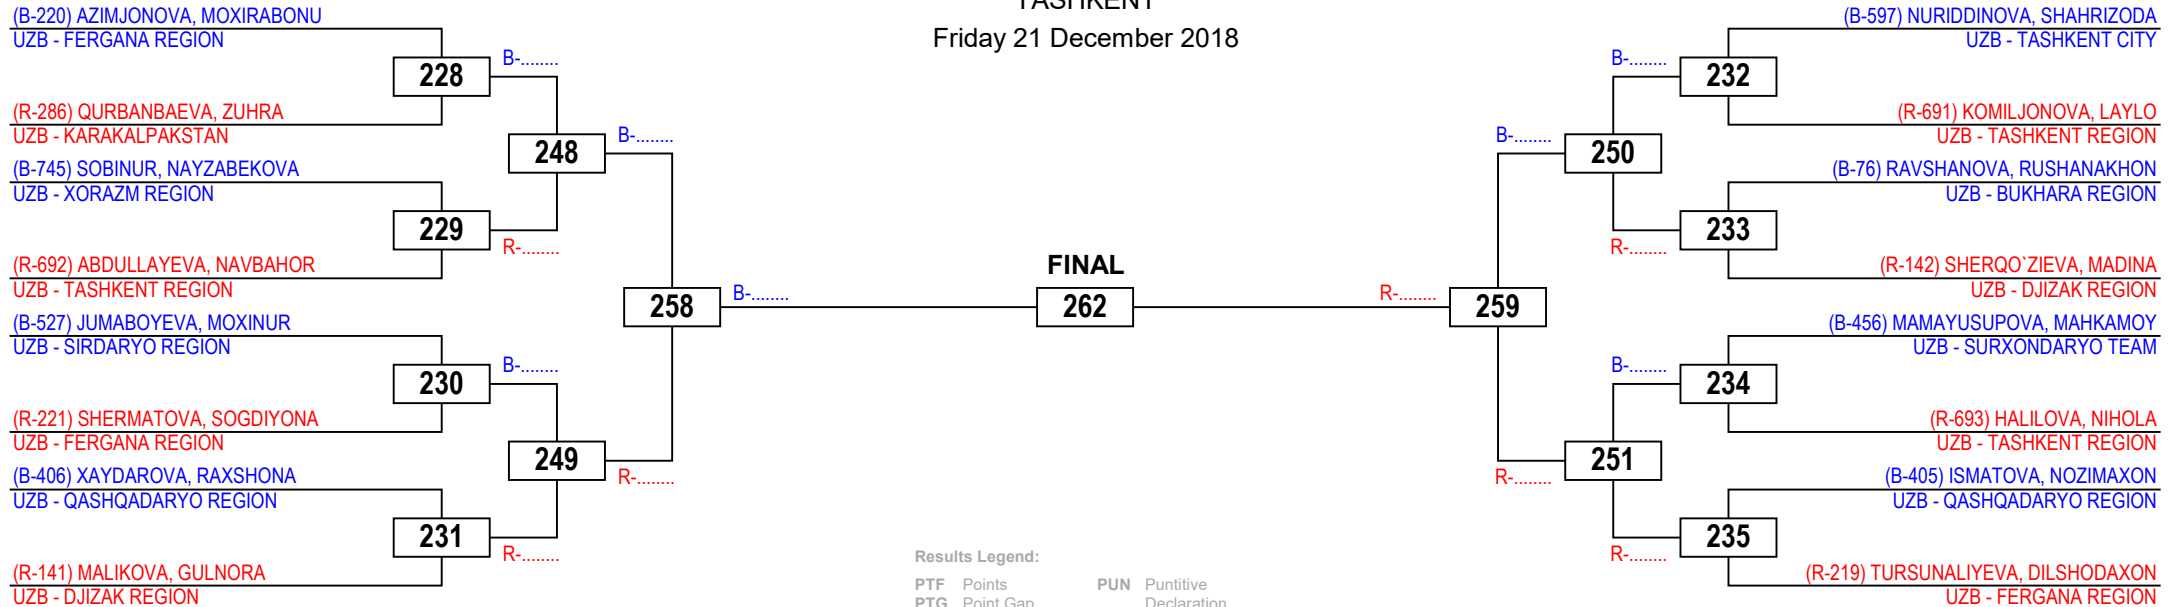 TASHKENT
Friday 21 December 2018
(B-220) AZIMJONOVA, MOXIRABONU
UZB - FERGANA REGION
228
B-........
(R-286) QURBANBAEVA, ZUHRA
UZB - KARAKALPAKSTAN
248
B-........
(B-745) SOBINUR, NAYZABEKOVA
UZB - XORAZM REGION
229
R-........
(R-692) ABDULLAYEVA, NAVBAHOR
UZB - TASHKENT REGION
258
B-........
(B-527) JUMABOYEVA, MOXINUR
UZB - SIRDARYO REGION
230
B-........
(R-221) SHERMATOVA, SOGDIYONA
UZB - FERGANA REGION
249
R-........
(B-406) XAYDAROVA, RAXSHONA
UZB - QASHQADARYO REGION
231
R-........
(R-141) MALIKOVA, GULNORA
UZB - DJIZAK REGION
FINAL
262
(B-597) NURIDDINOVA, SHAHRIZODA
UZB - TASHKENT CITY
B-........
232
(R-691) KOMILJONOVA, LAYLO
UZB - TASHKENT REGION
B-........
250
(B-76) RAVSHANOVA, RUSHANAKHON
UZB - BUKHARA REGION
233
R-........
(R-142) SHERQO`ZIEVA, MADINA
UZB - DJIZAK REGION
R-........
259
(B-456) MAMAYUSUPOVA, MAHKAMOY
UZB - SURXONDARYO TEAM
B-........
234
(R-693) HALILOVA, NIHOLA
UZB - TASHKENT REGION
251
R-........
(B-405) ISMATOVA, NOZIMAXON
UZB - QASHQADARYO REGION
235
R-........
(R-219) TURSUNALIYEVA, DILSHODAXON
UZB - FERGANA REGION
Results Legend:
PTF Points PUN Puntitive
PTG Point Gap Declaration